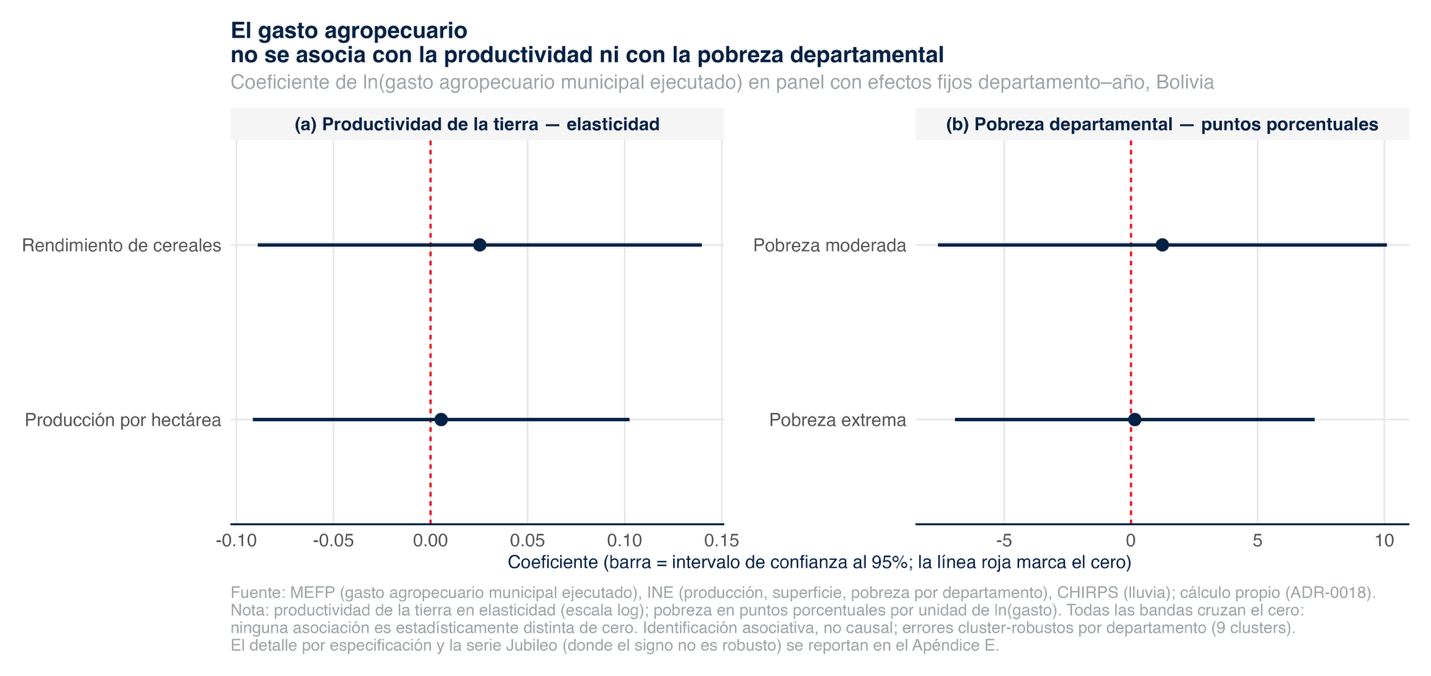 El gasto agropecuario
no se asocia con la productividad ni con la pobreza departamental
Coeficiente de ln(gasto agropecuario municipal ejecutado) en panel con efectos fijos departamento–año, Bolivia
(a) Productividad de la tierra — elasticidad
(b) Pobreza departamental — puntos porcentuales
Rendimiento de cereales
Pobreza moderada
Producción por hectárea
Pobreza extrema
-0.10 -0.05 0.00 0.05 0.10 0.15
-5 0 5 10
Coeficiente (barra = intervalo de confianza al 95%; la línea roja marca el cero)
Fuente: MEFP (gasto agropecuario municipal ejecutado), INE (producción, superficie, pobreza por departamento), CHIRPS (lluvia); cálculo propio (ADR-0018).
Nota: productividad de la tierra en elasticidad (escala log); pobreza en puntos porcentuales por unidad de ln(gasto). Todas las bandas cruzan el cero:
ninguna asociación es estadísticamente distinta de cero. Identificación asociativa, no causal; errores cluster-robustos por departamento (9 clusters).
El detalle por especificación y la serie Jubileo (donde el signo no es robusto) se reportan en el Apéndice E.